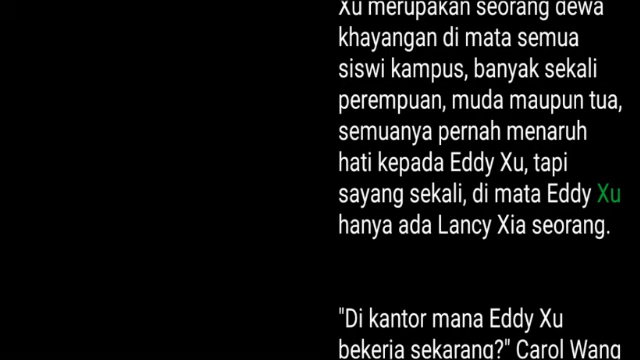 Xu merupakan seorang dewa
khayangan di mata semua
siswi kampus, banyak sekali
perempuan, muda maupun tua,
semuanya pernah menaruh
hati kepada Eddy Xu, tapi
sayang sekali, di mata Eddy Xu
hanya ada Lancy Xia seorang.
"Di kantor mana Eddy Xu
bekerja sekarang?" Carol Wang